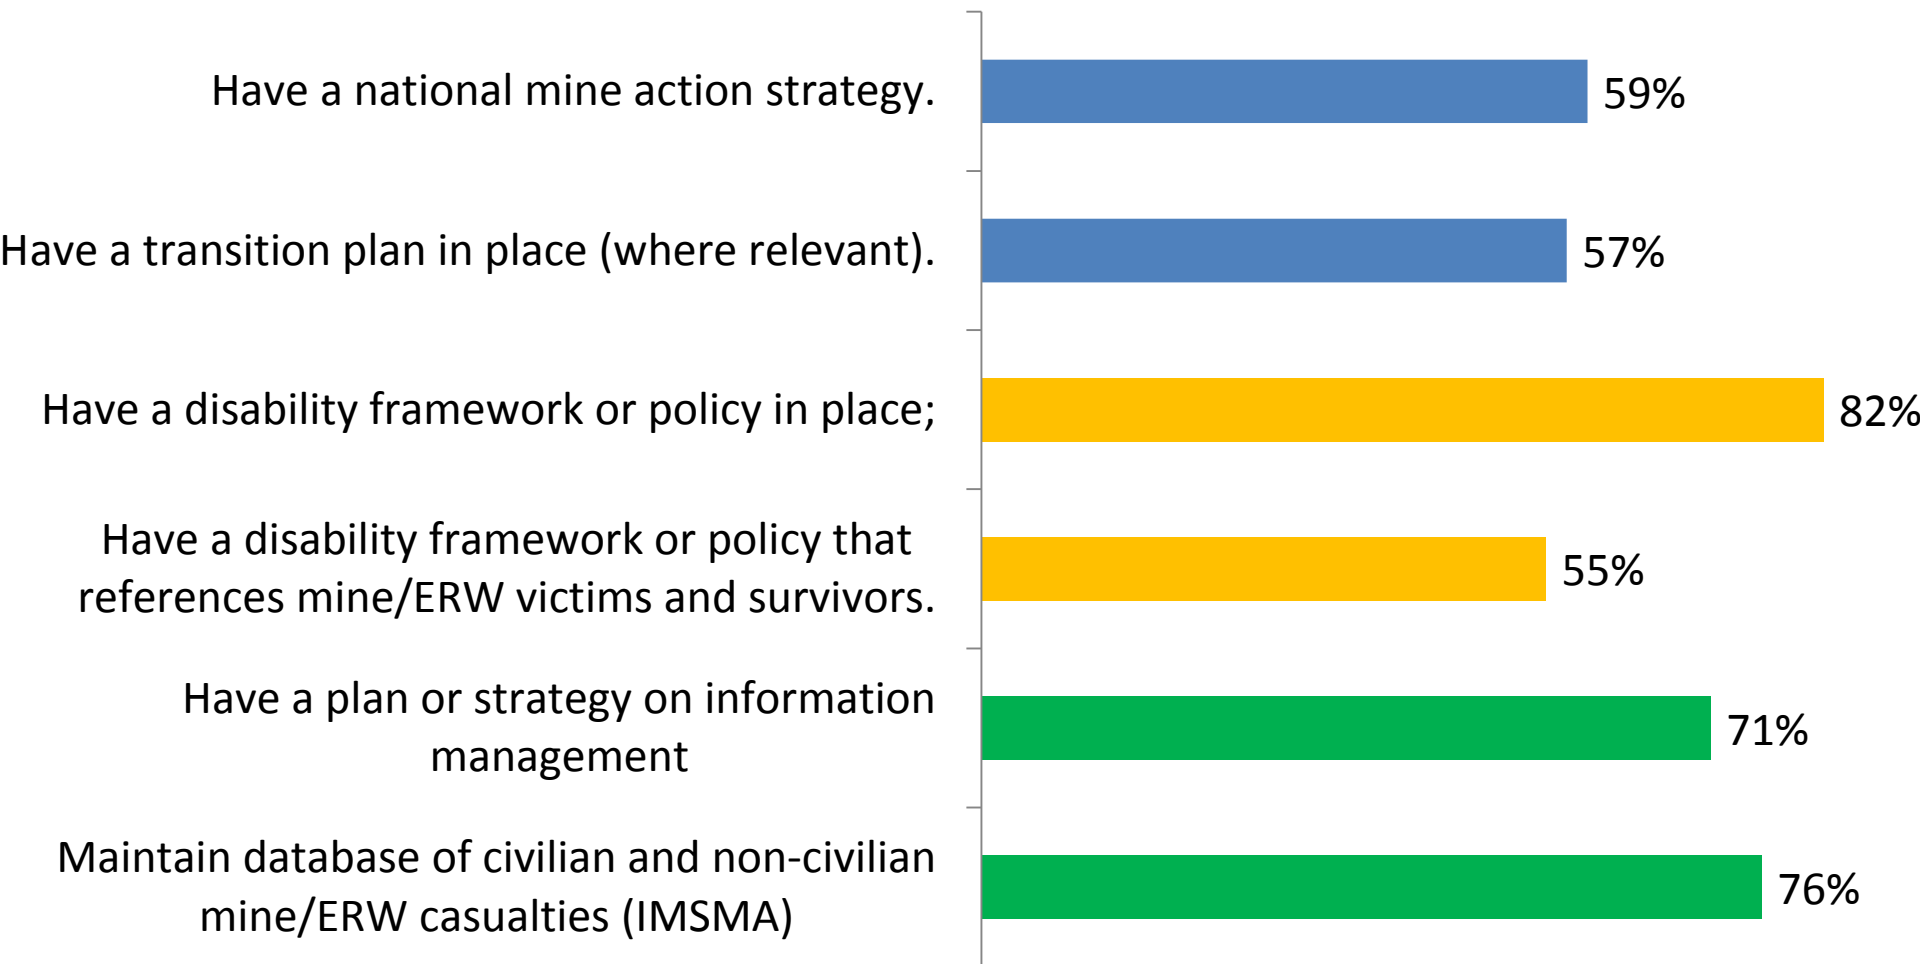 Have a national mine action strategy.
59%
Have a transition plan in place (where relevant).
57%
Have a disability framework or policy in place;
82%
Have a disability framework or policy that
references mine/ERW victims and survivors.
55%
Have a plan or strategy on information
management
71%
Maintain database of civilian and non-civilian
mine/ERW casualties (IMSMA)
76%